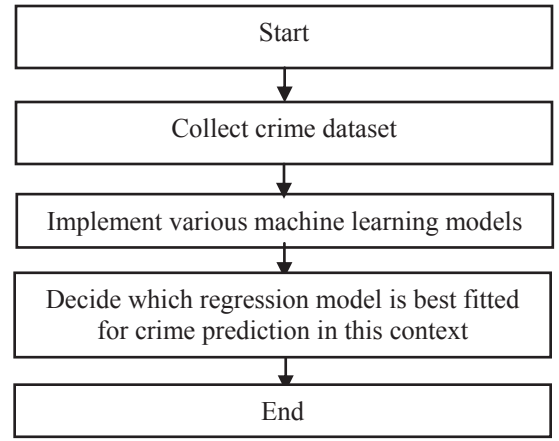 Start
Collect crime dataset
Implement various machine learning models
Decide which regression model is best fitted
for crime prediction in this context
End